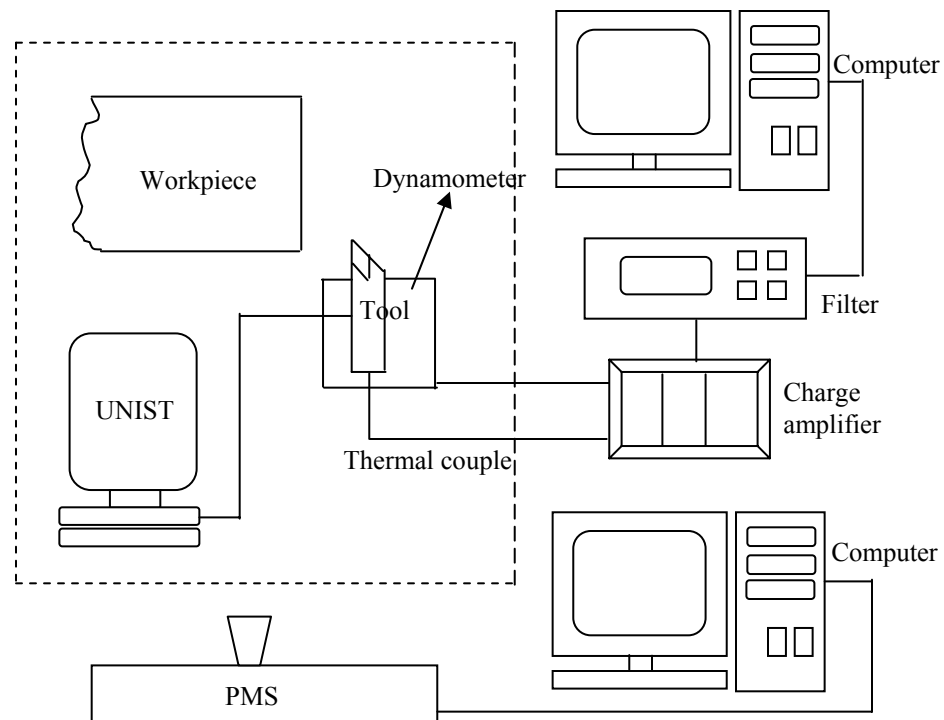 Computer
Workpiece
Dynamometer
Tool
Filter
UNIST
Charge
amplifier
Thermal couple
Computer
PMS